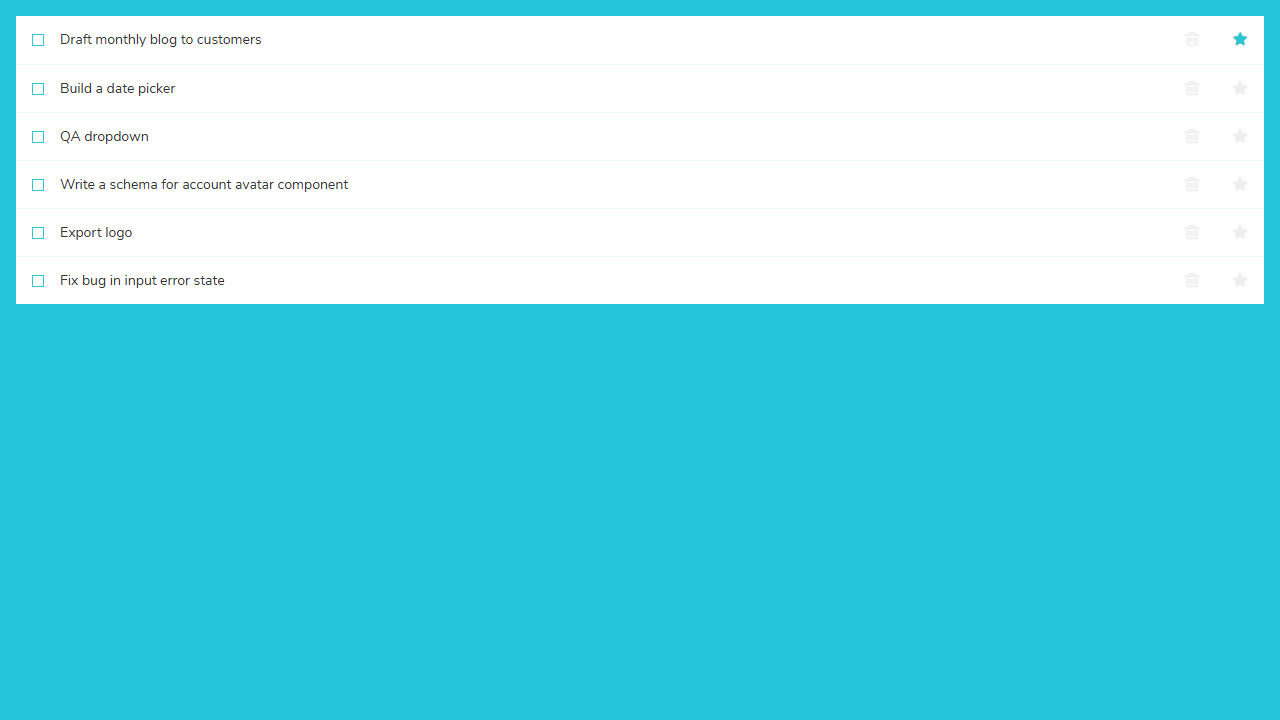 Draft monthly blog to customers
Build a date picker
QA dropdown
Write a schema for account avatar component
Export logo
Fix bug in input error state